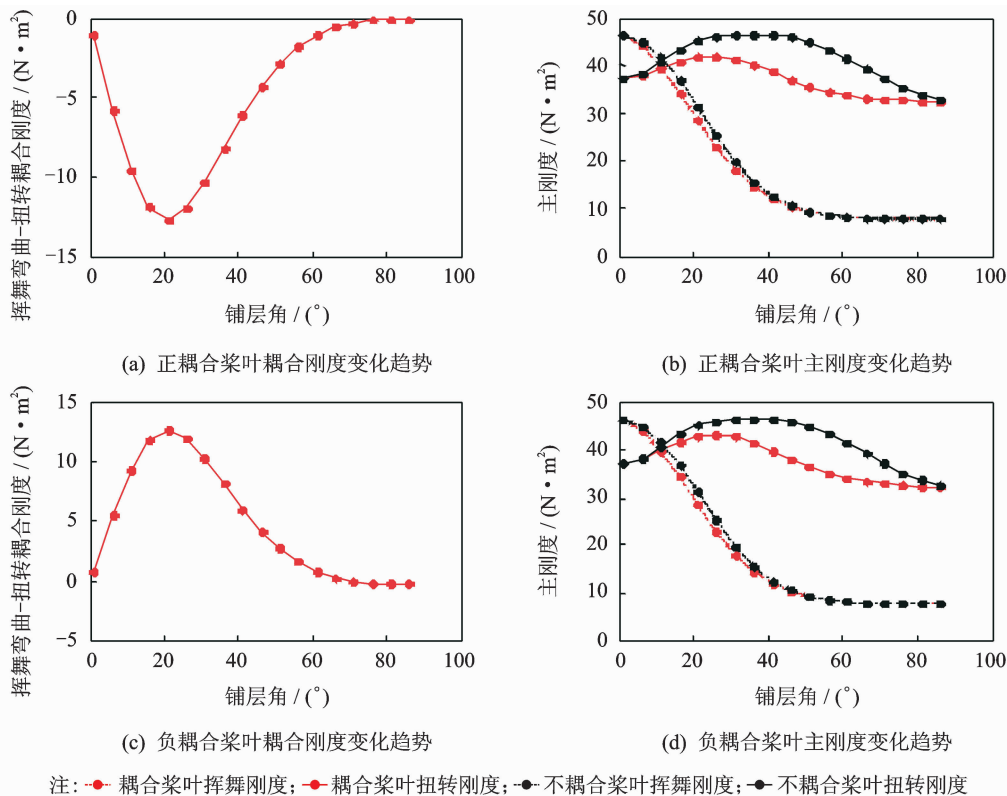 挥舞弯曲-扭转耦合刚度 / (N·m²)
0
−5
−10
−15
0 20 40 60 80 100
铺层角 / (°)
(a) 正耦合桨叶耦合刚度变化趋势
主刚度 / (N·m²)
50
40
30
20
10
0
0 20 40 60 80 100
铺层角 / (°)
(b) 正耦合桨叶主刚度变化趋势
挥舞弯曲-扭转耦合刚度 / (N·m²)
15
10
5
0
−5
0 20 40 60 80 100
铺层角 / (°)
(c) 负耦合桨叶耦合刚度变化趋势
主刚度 / (N·m²)
50
40
30
20
10
0
0 20 40 60 80 100
铺层角 / (°)
(d) 负耦合桨叶主刚度变化趋势
注: 耦合桨叶挥舞刚度; 耦合桨叶扭转刚度; 不耦合桨叶挥舞刚度; 不耦合桨叶扭转刚度